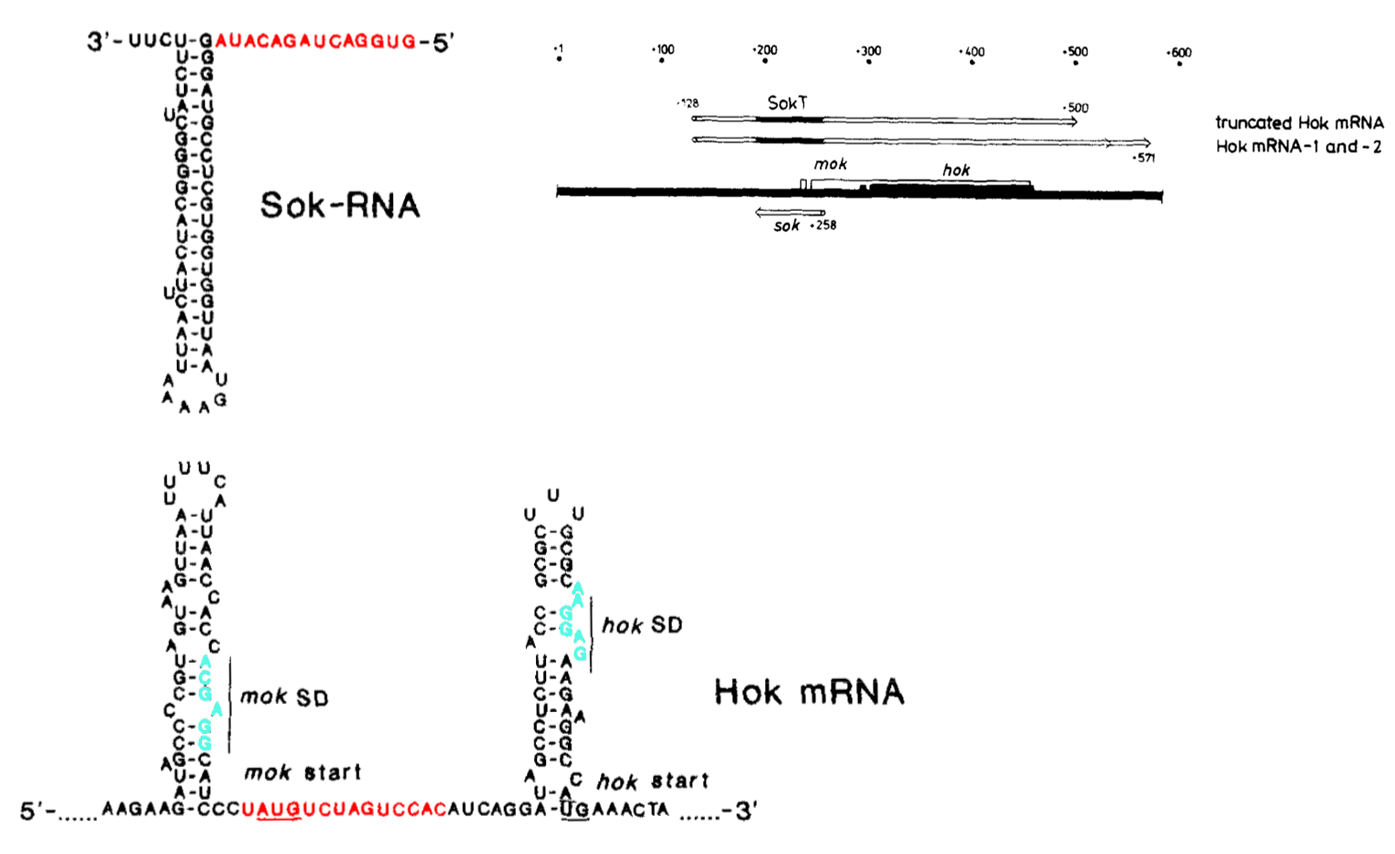 3'-UUCU-GAUACAGAUCAGGUG-5'
U-G
C-G
U-A
A-U
U
C-G
G-C
G-C
G-U
G-C
C-G
A-U
U-G
C-G
A-U
U-G
U
C-G
A-U
A-U
U-A
U-A
A U
A A A G
Sok-RNA
+1 +100 +200 +300 +400 +500 +600
+128 SokT +500
truncated Hok mRNA
Hok mRNA-1 and -2
+571
mok hok
sok +258
U U
U C
U A
A-U
A-U
U-A
U-A
A G-C
A C
U-A
G-C
A C
U-A
G-C
C-G
C A
C-G
C-G
A G-C
U-A
A-U
mok SD
mok start
U
U U
C-G
G-C
C-G
G-C A
A
C-G
C-G
A A
G
U-A
U-A
C-G
U-A
A
C-G
C-G
G-C
A C
U-A
hok SD
hok start
Hok mRNA
5'-......AAGAAG-CCCUAUGUCUAGUCCACAUCAGGA-UGAAACTA ......-3'